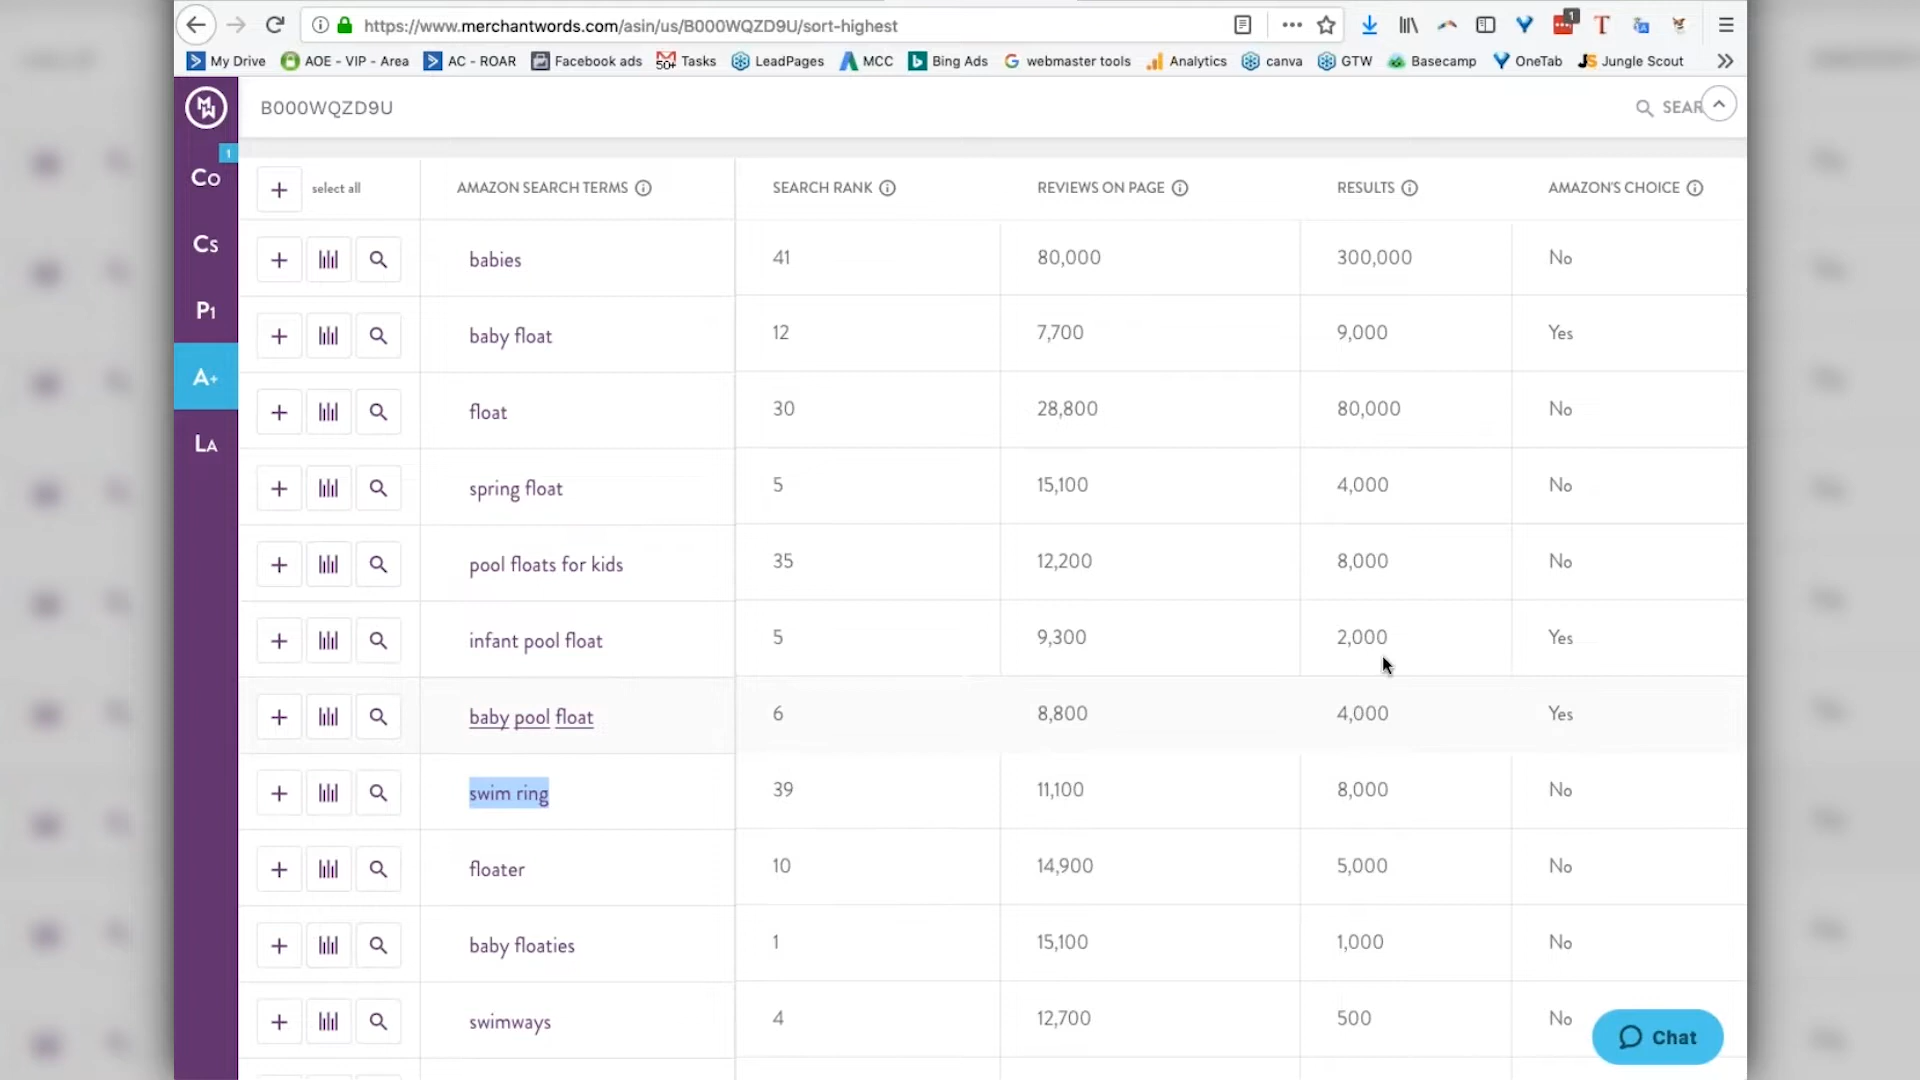 https://www.merchantwords.com/asin/us/B000WQZD9U/sort-highest
1
My Drive AOE - VIP - Area AC - ROAR Facebook ads 50+ Tasks LeadPages MCC Bing Ads webmaster tools Analytics canva GTW Basecamp OneTab JS Jungle Scout
MW B000WQZD9U SEAR
1
Co
Cs
P1
A+
LA
select all AMAZON SEARCH TERMS SEARCH RANK REVIEWS ON PAGE RESULTS AMAZON'S CHOICE
babies 41 80,000 300,000 No
baby float 12 7,700 9,000 Yes
float 30 28,800 80,000 No
spring float 5 15,100 4,000 No
pool floats for kids 35 12,200 8,000 No
infant pool float 5 9,300 2,000 Yes
baby pool float 6 8,800 4,000 Yes
swim ring 39 11,100 8,000 No
floater 10 14,900 5,000 No
baby floaties 1 15,100 1,000 No
swimways 4 12,700 500 No
Chat